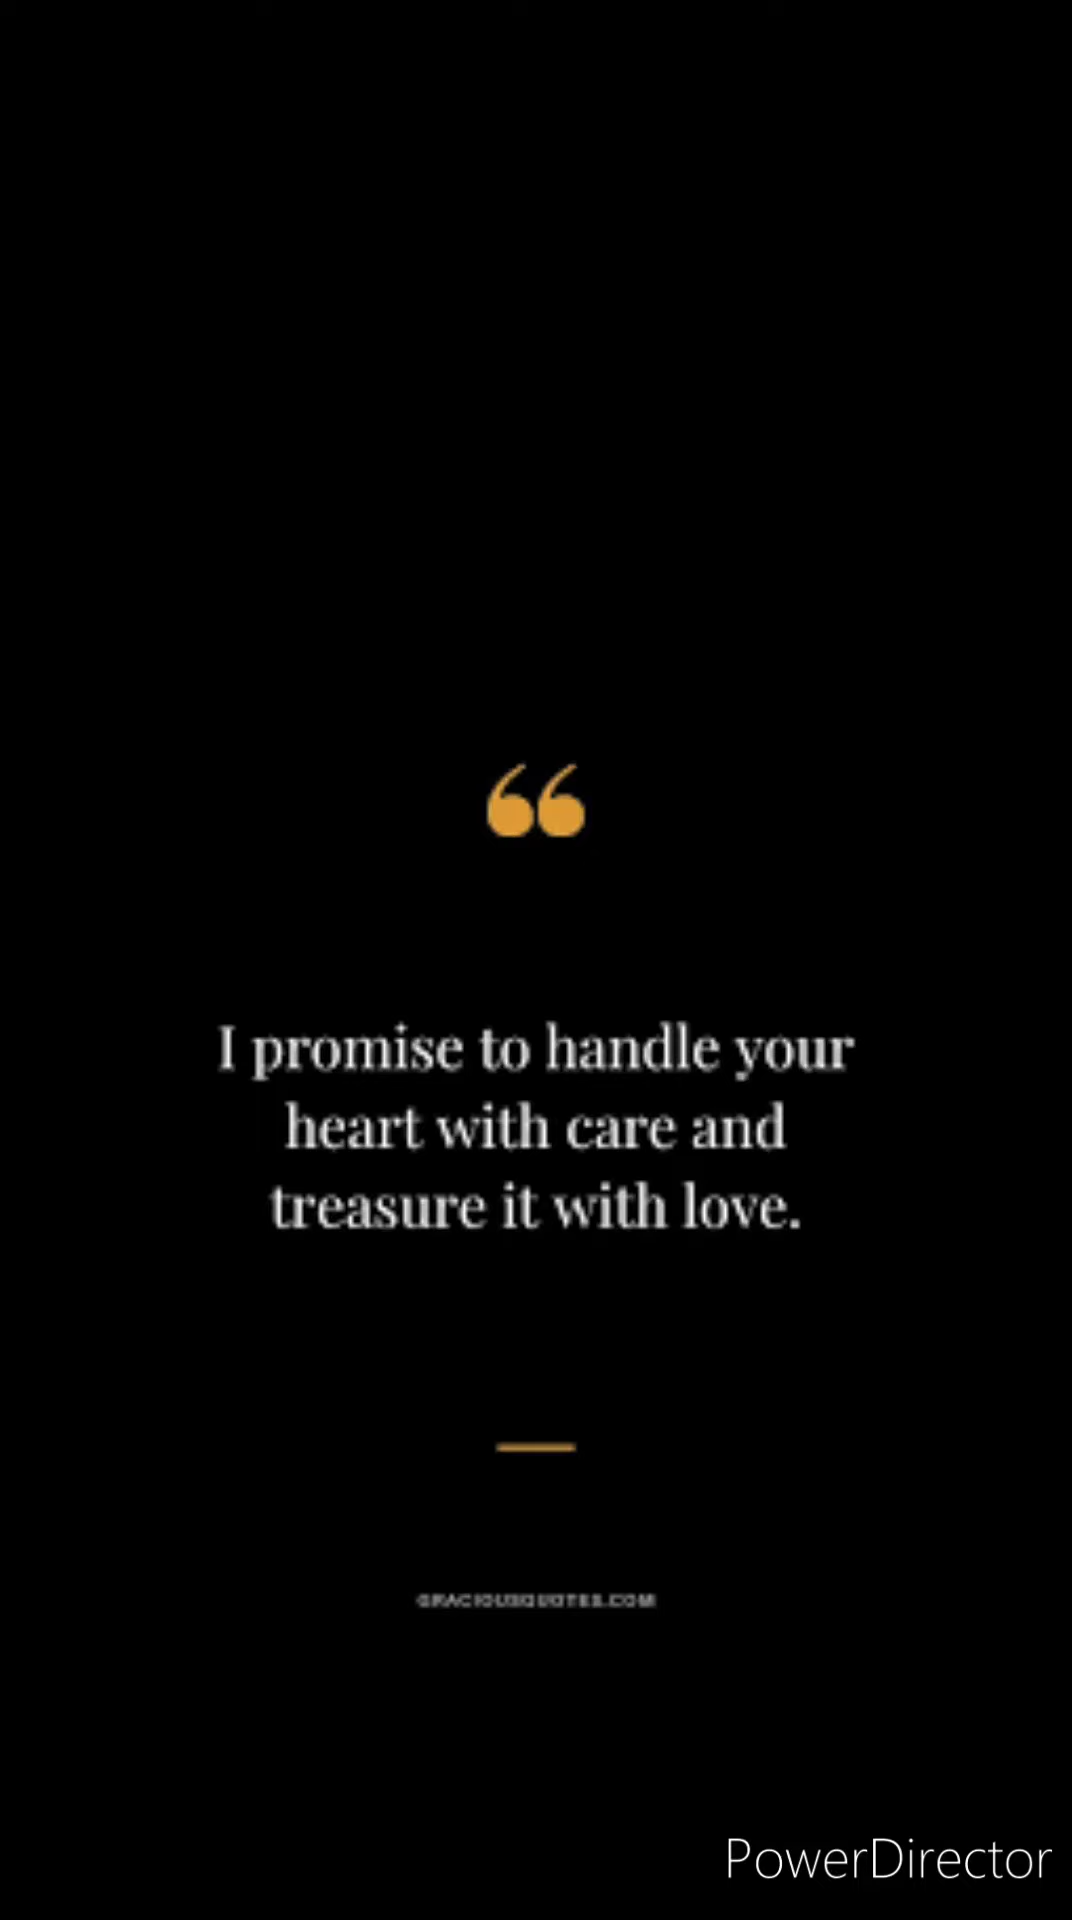 “
I promise to handle your
heart with care and
treasure it with love.
GRACIOUSQUOTES.COM
PowerDirector